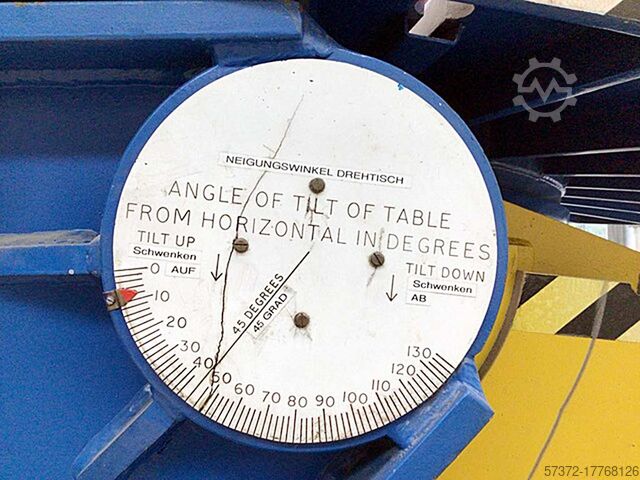 NEIGUNGSWINKEL DREHTISCH
ANGLE OF TILT OF TABLE
FROM HORIZONTAL IN DEGREES
TILT UP
Schwenken
AUF
TILT DOWN
Schwenken
AB
45 DEGREES
45 GRAD
0
10
20
30
40
50
60
70
80
90
100
110
120
130
57372-17768126